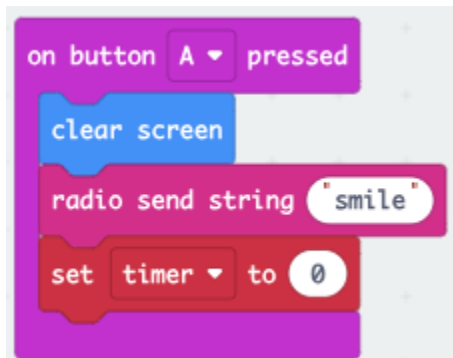 on button A pressed
clear screen
radio send string "smile"
set timer to 0